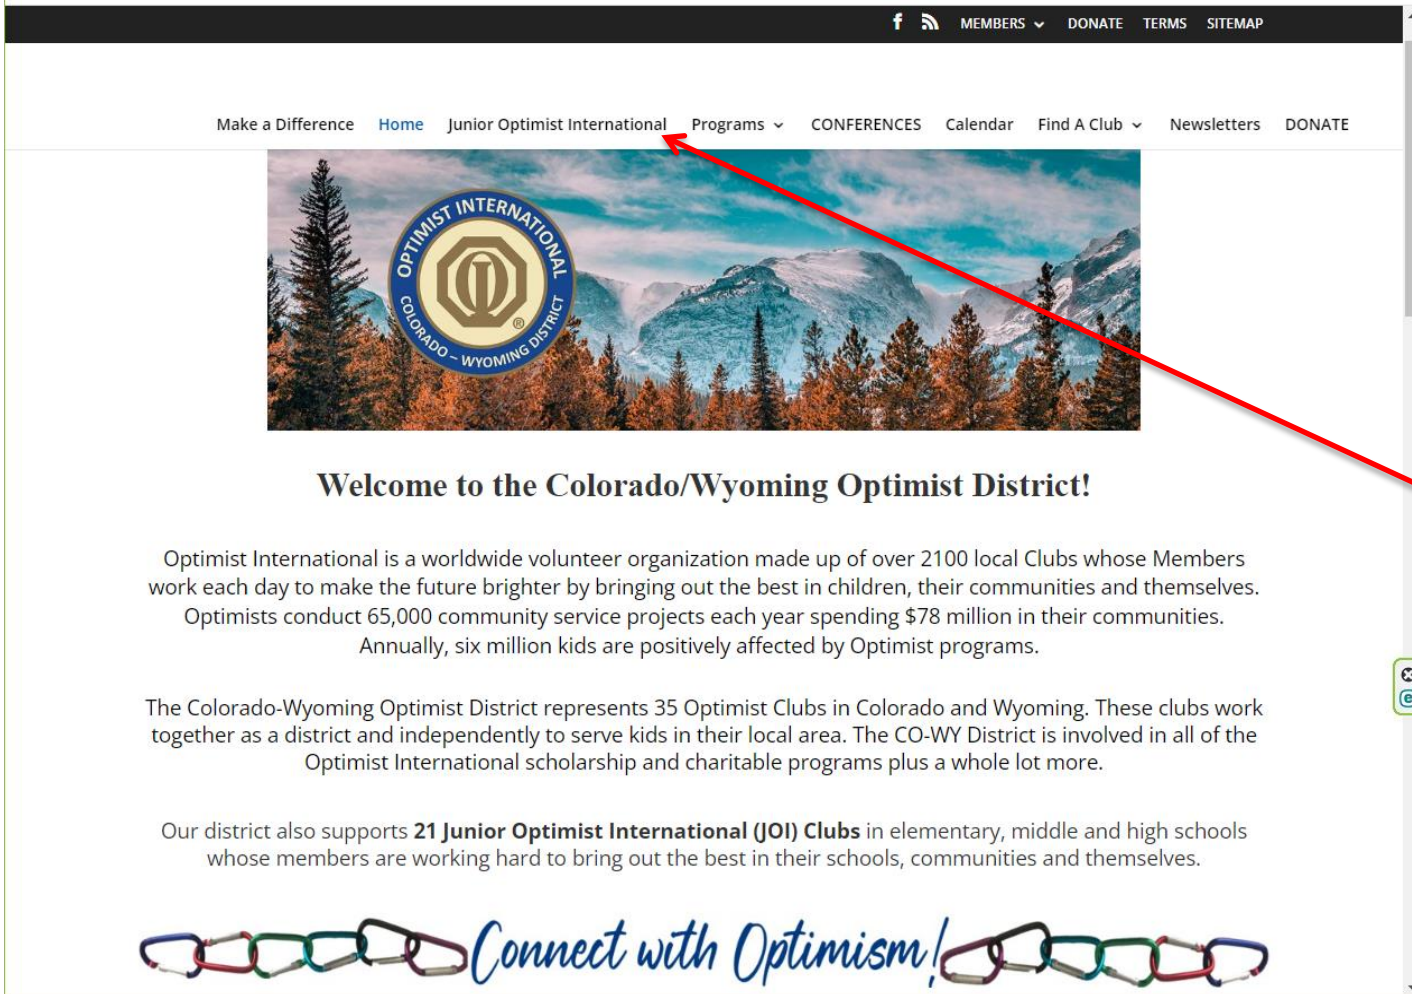 MEMBERS DONATE TERMS SITEMAP
Make a Difference Home Junior Optimist International Programs CONFERENCES Calendar Find A Club Newsletters DONATE
OPTIMIST INTERNATIONAL
COLORADO – WYOMING DISTRICT
®
Welcome to the Colorado/Wyoming Optimist District!
Optimist International is a worldwide volunteer organization made up of over 2100 local Clubs whose Members
work each day to make the future brighter by bringing out the best in children, their communities and themselves.
Optimists conduct 65,000 community service projects each year spending $78 million in their communities.
Annually, six million kids are positively affected by Optimist programs.
The Colorado-Wyoming Optimist District represents 35 Optimist Clubs in Colorado and Wyoming. These clubs work
together as a district and independently to serve kids in their local area. The CO-WY District is involved in all of the
Optimist International scholarship and charitable programs plus a whole lot more.
Our district also supports 21 Junior Optimist International (JOI) Clubs in elementary, middle and high schools
whose members are working hard to bring out the best in their schools, communities and themselves.
Connect with Optimism!